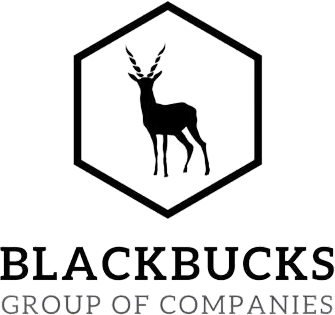 BLACKBUCKS
GROUP OF COMPANIES